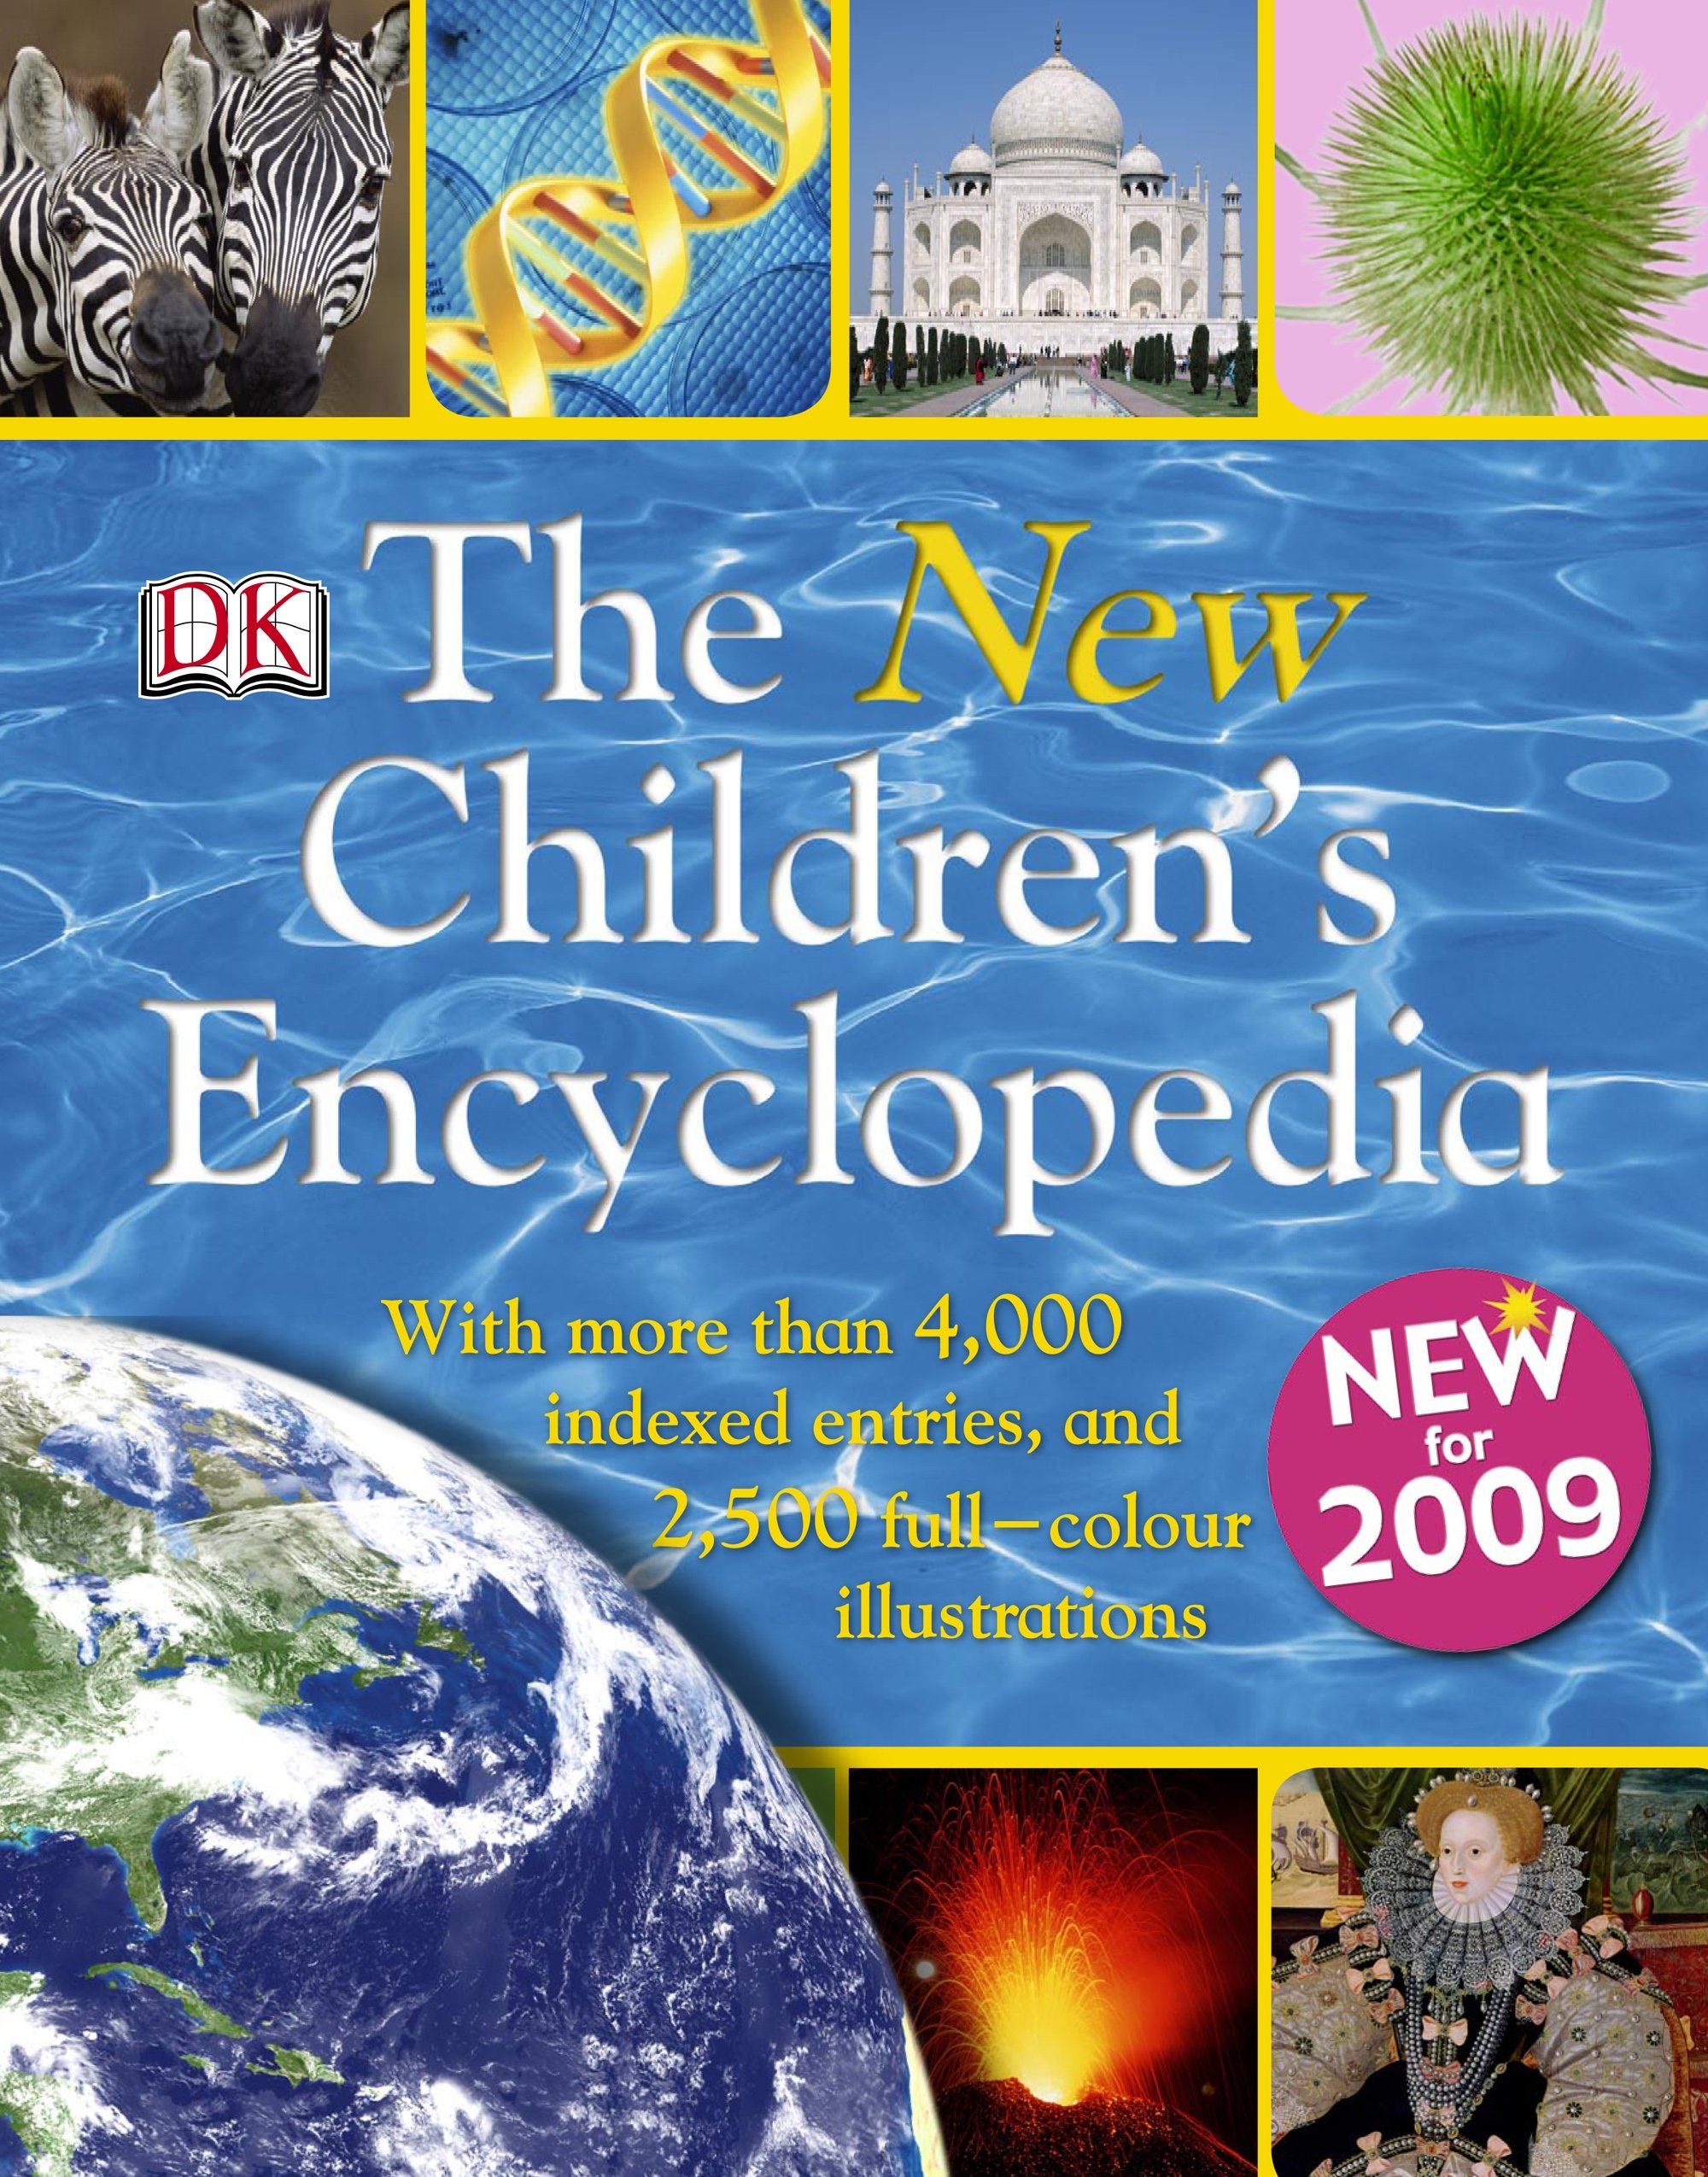 DK
The New
Children's
Encyclopedia
With more than 4,000
indexed entries, and
2,500 full–colour
illustrations
NEW
for
2009